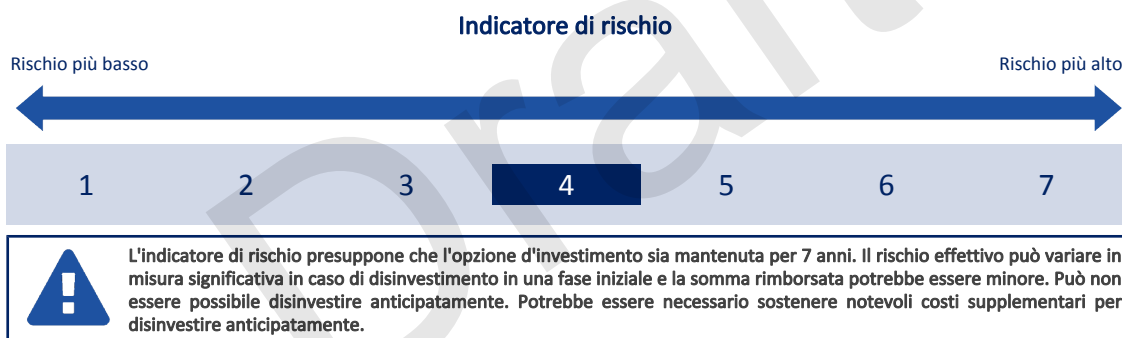 Indicatore di rischio
Rischio più basso
Rischio più alto
1 2 3 4 5 6 7
L'indicatore di rischio presuppone che l'opzione d'investimento sia mantenuta per 7 anni. Il rischio effettivo può variare in
misura significativa in caso di disinvestimento in una fase iniziale e la somma rimborsata potrebbe essere minore. Può non
essere possibile disinvestire anticipatamente. Potrebbe essere necessario sostenere notevoli costi supplementari per
disinvestire anticipatamente.
Draft